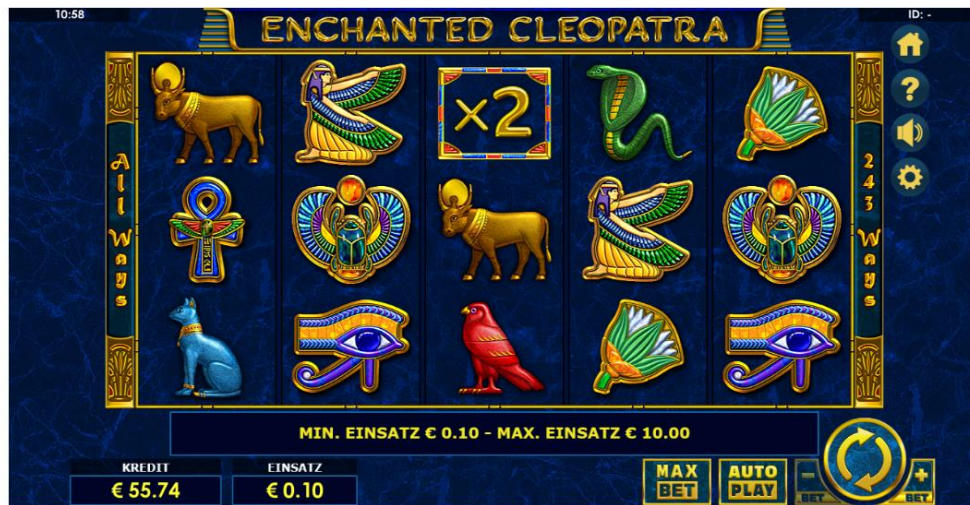 10:58
ENCHANTED CLEOPATRA
ID: -
x2
?
All Ways
243 Ways
MIN. EINSATZ € 0.10 - MAX. EINSATZ € 10.00
KREDIT
€ 55.74
EINSATZ
€ 0.10
MAX BET
AUTO PLAY
- BET
+ BET